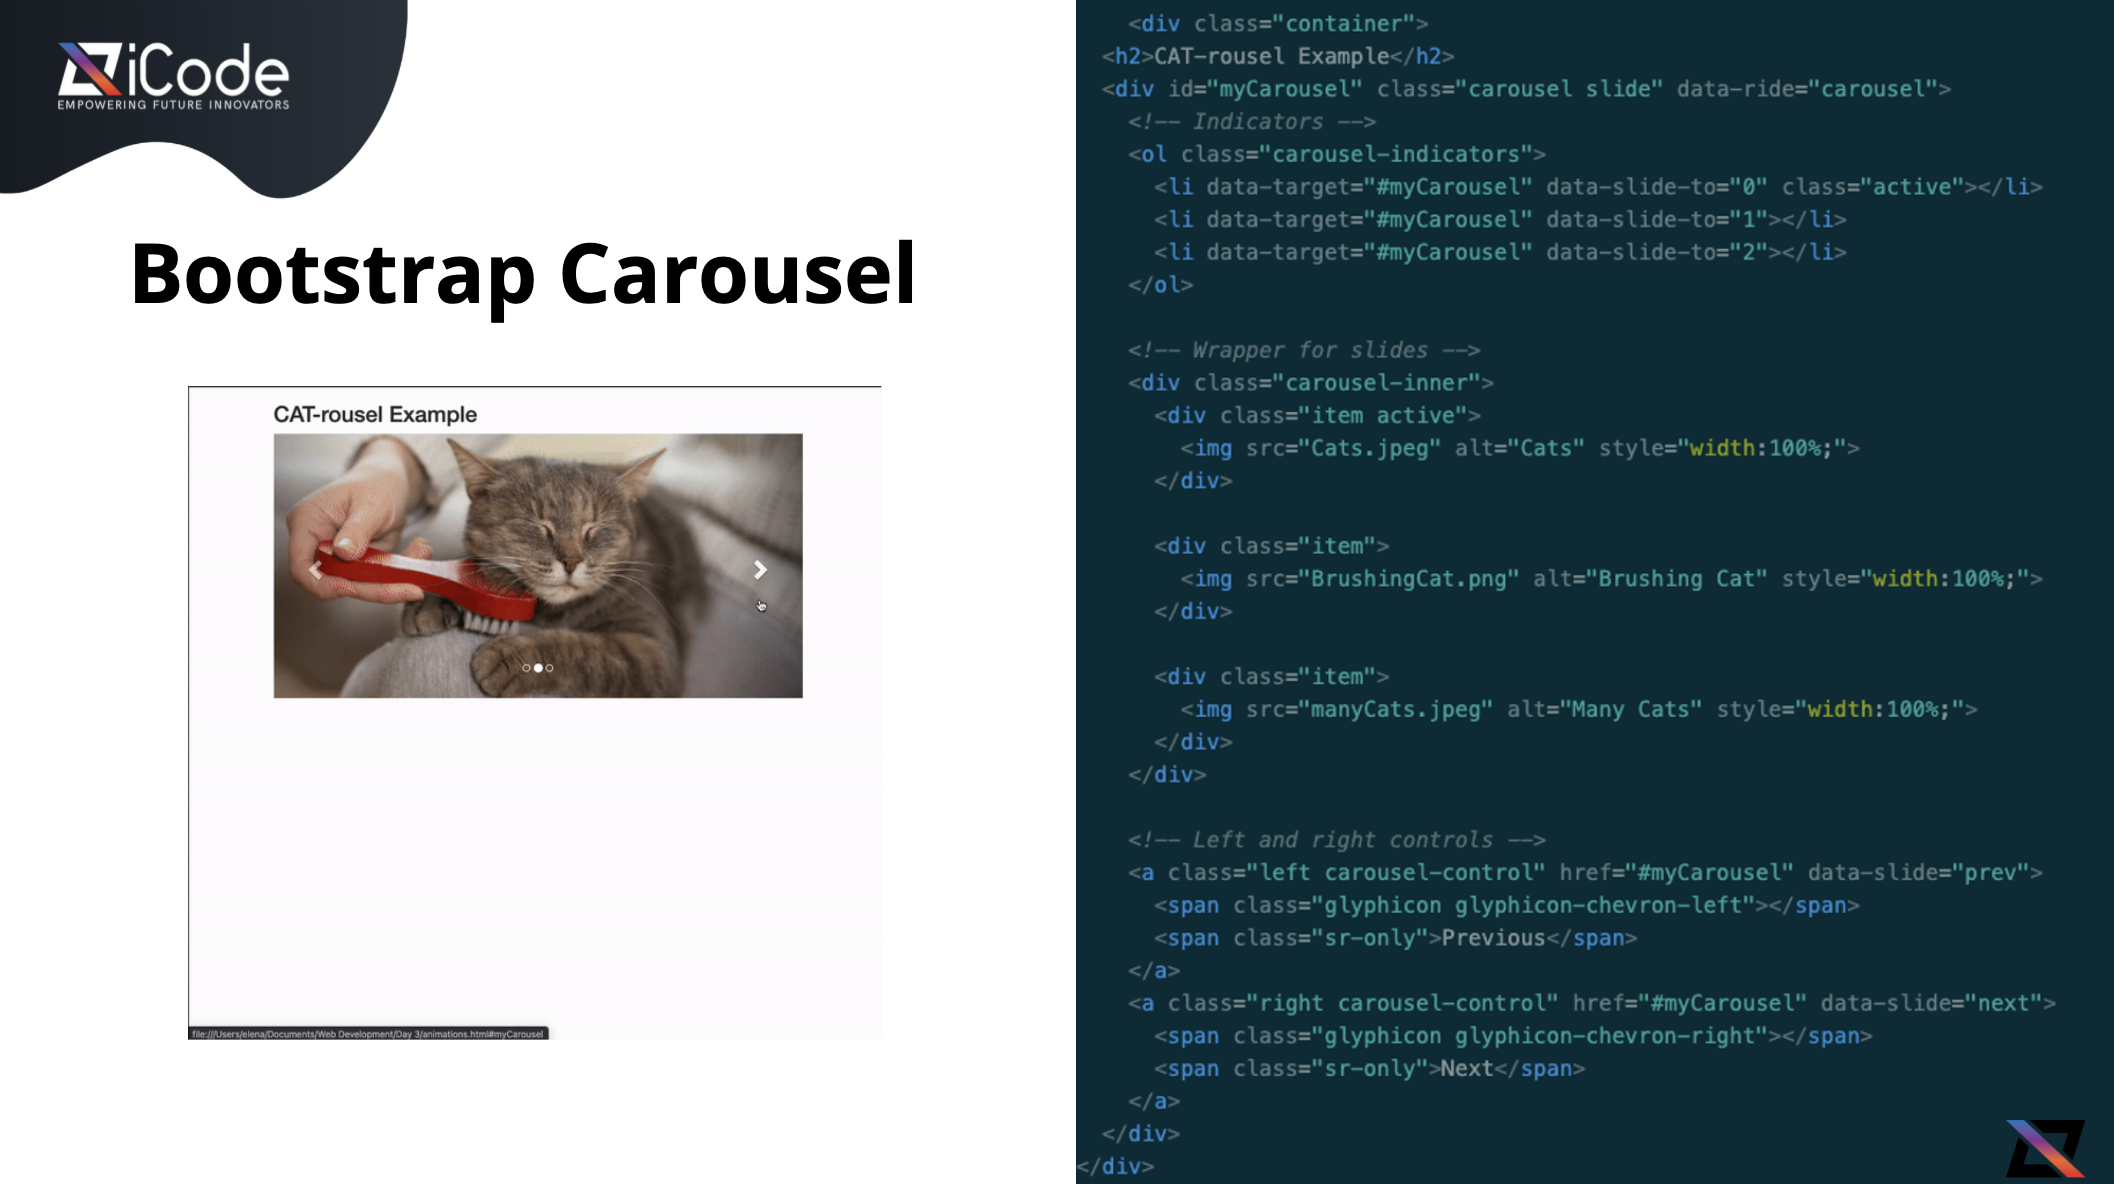 iCode
EMPOWERING FUTURE INNOVATORS
Bootstrap Carousel
CAT-rousel Example
file:///Users/elena/Documents/Web Development/Day 3/animations.html#myCarousel
<div class="container">
<h2>CAT-rousel Example</h2>
<div id="myCarousel" class="carousel slide" data-ride="carousel">
<!-- Indicators -->
<ol class="carousel-indicators">
<li data-target="#myCarousel" data-slide-to="0" class="active"></li>
<li data-target="#myCarousel" data-slide-to="1"></li>
<li data-target="#myCarousel" data-slide-to="2"></li>
</ol>
<!-- Wrapper for slides -->
<div class="carousel-inner">
<div class="item active">
<img src="Cats.jpeg" alt="Cats" style="width:100%;">
</div>
<div class="item">
<img src="BrushingCat.png" alt="Brushing Cat" style="width:100%;">
</div>
<div class="item">
<img src="manyCats.jpeg" alt="Many Cats" style="width:100%;">
</div>
</div>
<!-- Left and right controls -->
<a class="left carousel-control" href="#myCarousel" data-slide="prev">
<span class="glyphicon glyphicon-chevron-left"></span>
<span class="sr-only">Previous</span>
</a>
<a class="right carousel-control" href="#myCarousel" data-slide="next">
<span class="glyphicon glyphicon-chevron-right"></span>
<span class="sr-only">Next</span>
</a>
</div>
</div>